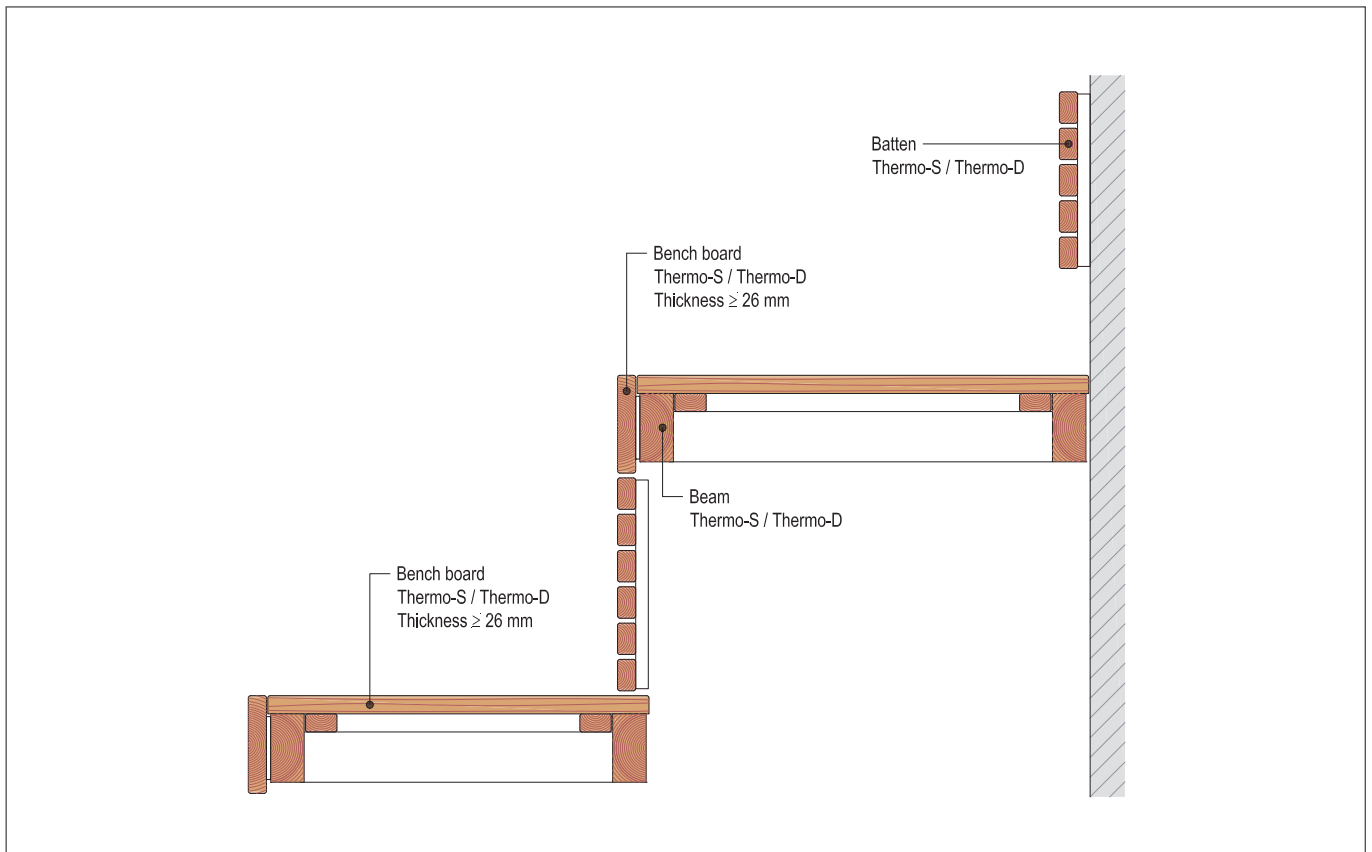 Batten
Thermo-S / Thermo-D
Bench board
Thermo-S / Thermo-D
Thickness ≥ 26 mm
Beam
Thermo-S / Thermo-D
Bench board
Thermo-S / Thermo-D
Thickness ≥ 26 mm